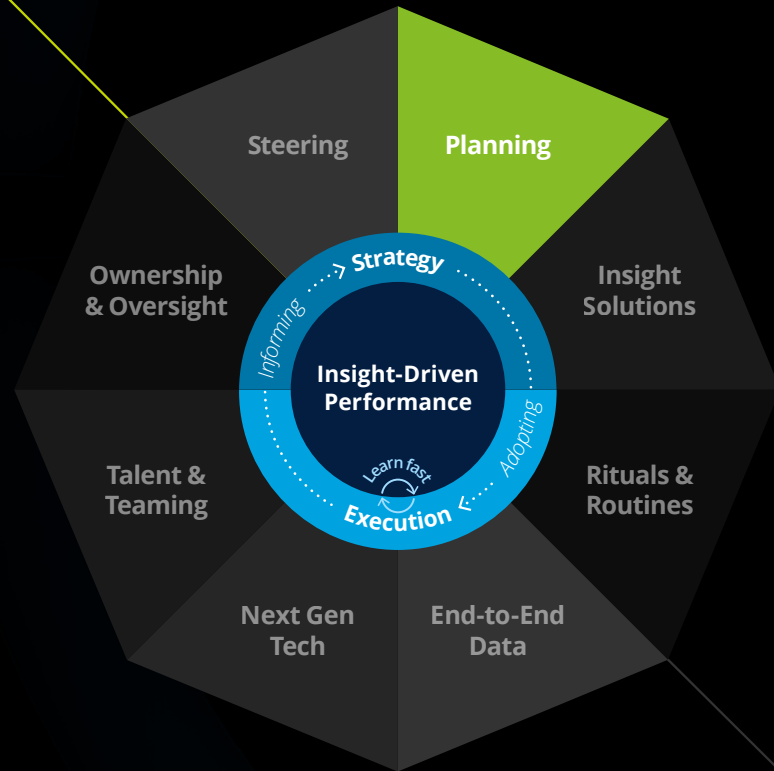 Steering
Planning
Ownership
& Oversight
Insight
Solutions
Strategy
Informing
Insight-Driven
Performance
Adopting
Learn fast
Execution
Talent &
Teaming
Rituals &
Routines
Next Gen
Tech
End-to-End
Data